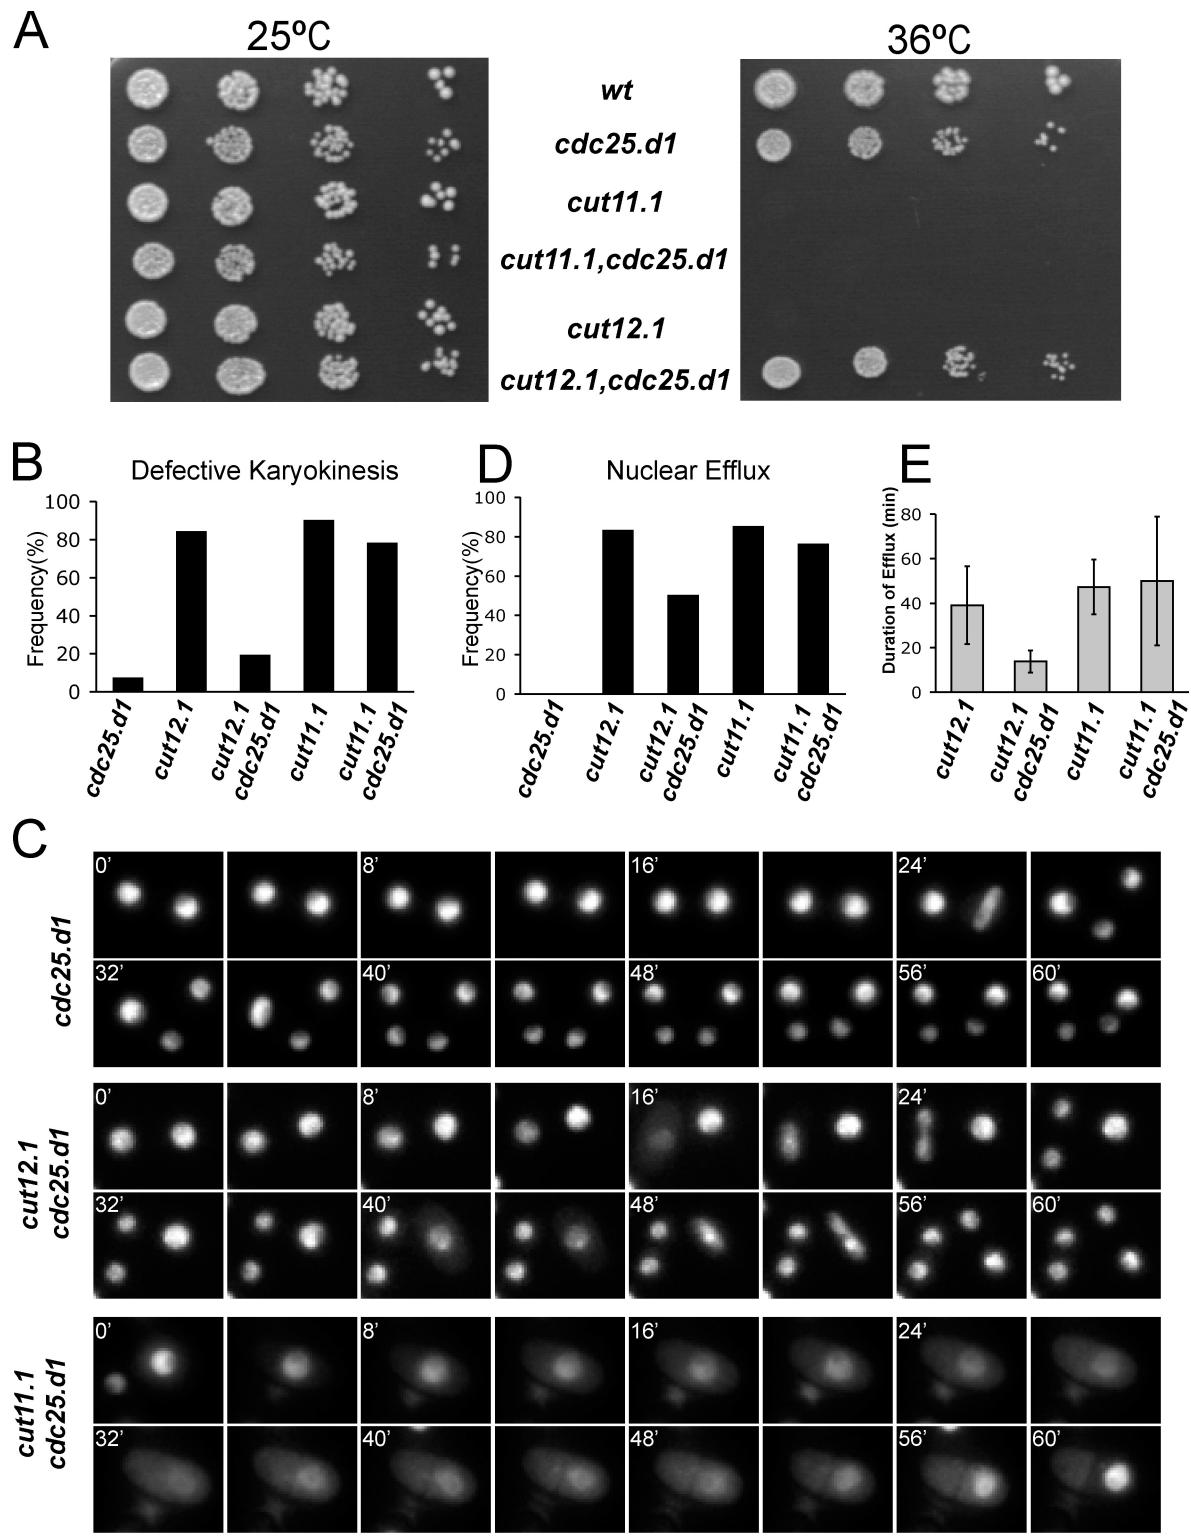 A
25ºC
36ºC
wt
cdc25.d1
cut11.1
cut11.1,cdc25.d1
cut12.1
cut12.1,cdc25.d1
B
Defective Karyokinesis
Frequency(%)
100
80
60
40
20
0
cdc25.d1
cut12.1
cut12.1
cdc25.d1
cut11.1
cut11.1
cdc25.d1
D
Nuclear Efflux
Frequency(%)
100
80
60
40
20
0
cdc25.d1
cut12.1
cut12.1
cdc25.d1
cut11.1
cut11.1
cdc25.d1
E
Duration of Efflux (min)
80
60
40
20
0
cut12.1
cut12.1
cdc25.d1
cut11.1
cut11.1
cdc25.d1
C
cdc25.d1
0’ 8’ 16’ 24’
32’ 40’ 48’ 56’ 60’
cut12.1
cdc25.d1
0’ 8’ 16’ 24’
32’ 40’ 48’ 56’ 60’
cut11.1
cdc25.d1
0’ 8’ 16’ 24’
32’ 40’ 48’ 56’ 60’